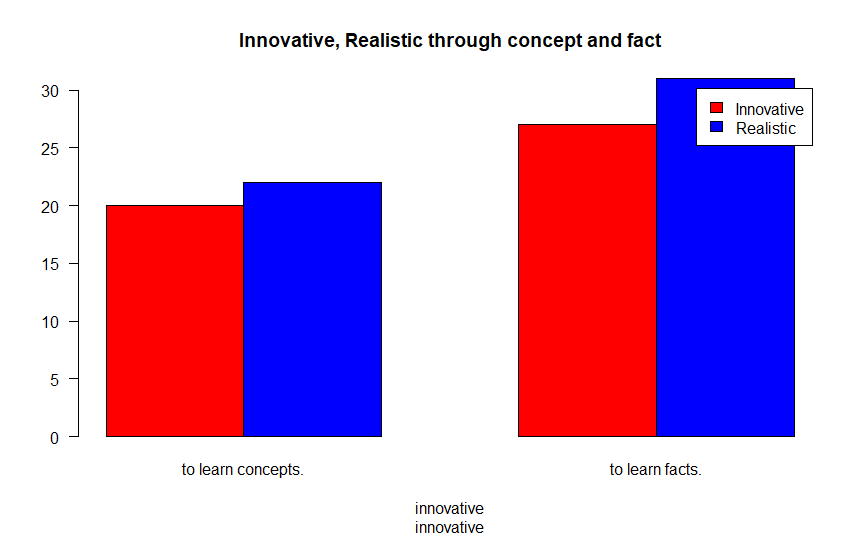 Innovative, Realistic through concept and fact
30
25
20
15
10
5
0
Innovative
Realistic
to learn concepts.
to learn facts.
innovative
innovative